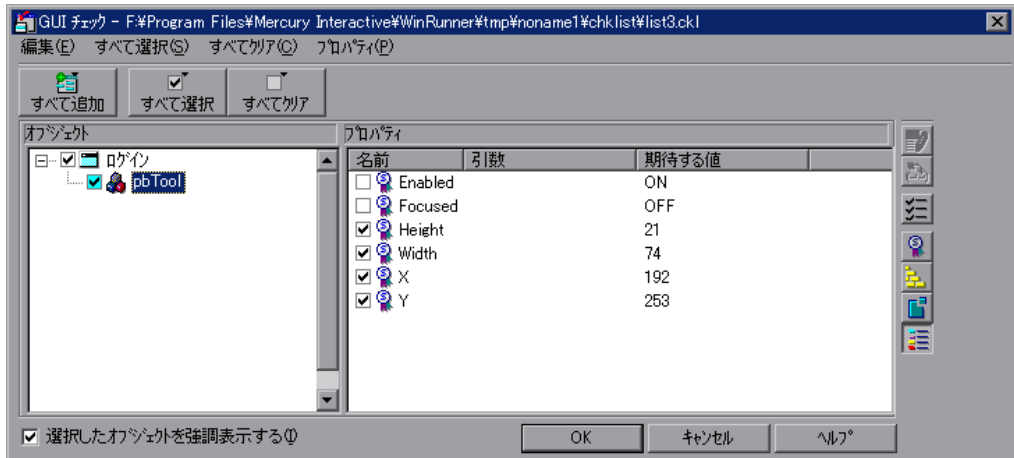 GUI ﾁｪｯｸ - F:¥Program Files¥Mercury Interactive¥WinRunner¥tmp¥noname1¥chklist¥list3.ckl
編集(E) すべて選択(S) すべてｸﾘｱ(C) ﾌﾟﾛﾊﾟﾃｨ(P)
すべて追加 すべて選択 すべてｸﾘｱ
ｵﾌﾞｼﾞｪｸﾄ ﾌﾟﾛﾊﾟﾃｨ
ﾛｸﾞｲﾝ
pbTool
名前 引数 期待する値
Enabled ON
Focused OFF
Height 21
Width 74
X 192
Y 253
選択したｵﾌﾞｼﾞｪｸﾄを強調表示する(I)
OK ｷｬﾝｾﾙ ﾍﾙﾌﾟ